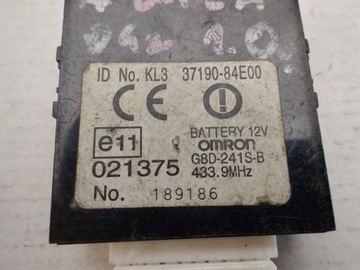 ID No. KL3 37190-84E00
CE
e11
BATTERY 12V
OMRON
021375
G8D-241S-B
433.9MHz
No. 189186